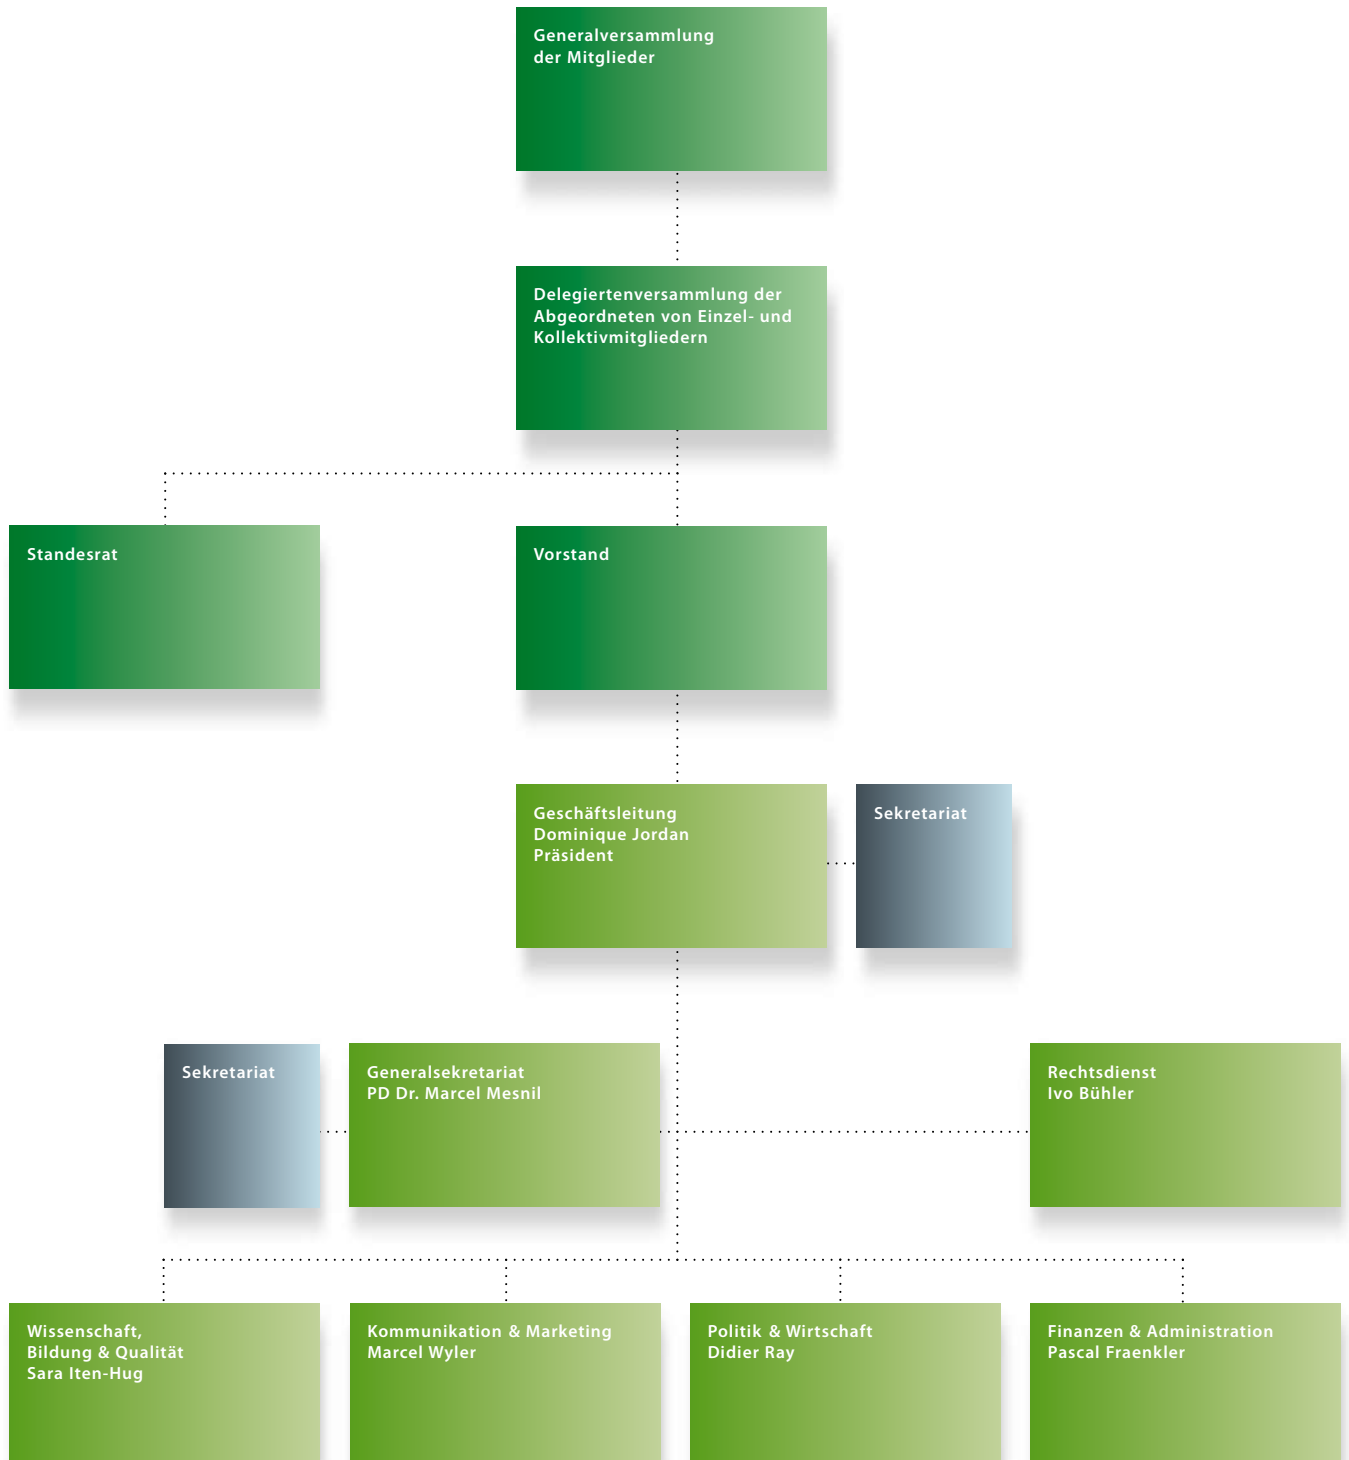 Generalversammlung
der Mitglieder
Delegiertenversammlung der
Abgeordneten von Einzel- und
Kollektivmitgliedern
Standesrat
Vorstand
Geschäftsleitung
Dominique Jordan
Präsident
Sekretariat
Sekretariat
Generalsekretariat
PD Dr. Marcel Mesnil
Rechtsdienst
Ivo Bühler
Wissenschaft,
Bildung & Qualität
Sara Iten-Hug
Kommunikation & Marketing
Marcel Wyler
Politik & Wirtschaft
Didier Ray
Finanzen & Administration
Pascal Fraenkler